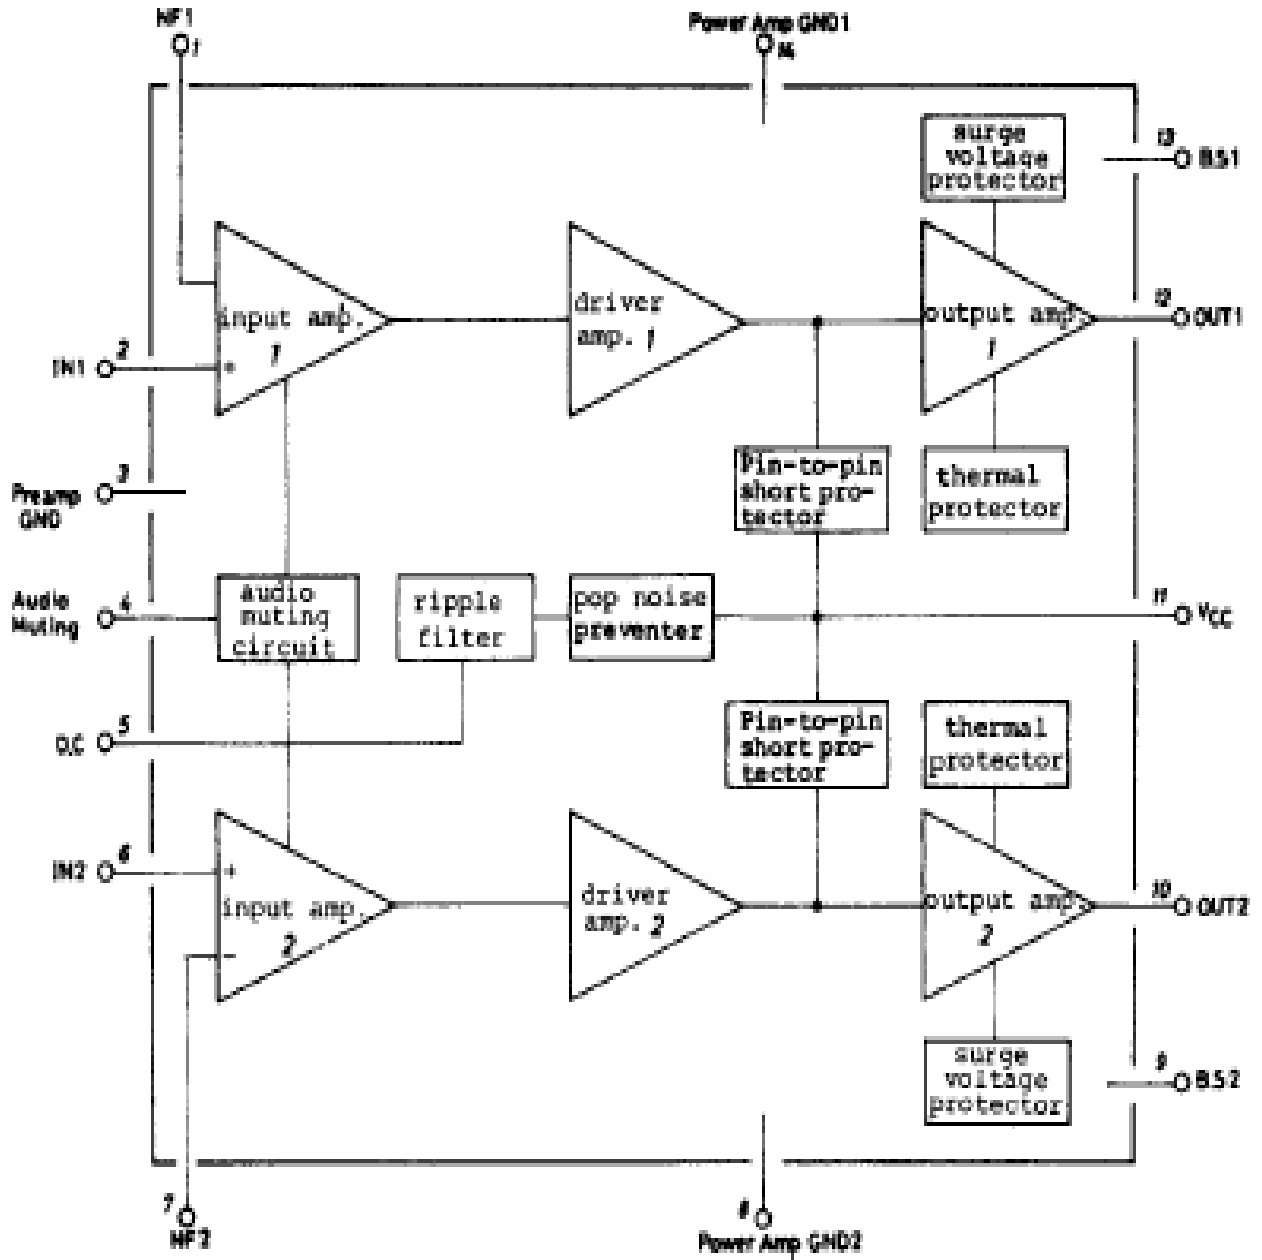 NF1
1
Power Amp GND1
14
surge
voltage
protector
13
BS1
input amp.
1
driver
amp. 1
output amp.
1
12
OUT1
2
IN1
+
3
Preamp
GND
Pin-to-pin
short pro-
tector
thermal
protector
Audio
Muting
4
audio
muting
circuit
ripple
filter
pop noise
preventer
11
VCC
5
D.C
Pin-to-pin
short pro-
tector
thermal
protector
6
IN2
+
input amp.
2
−
driver
amp. 2
output amp.
2
10
OUT2
surge
voltage
protector
9
BS2
7
NF2
8
Power Amp GND2